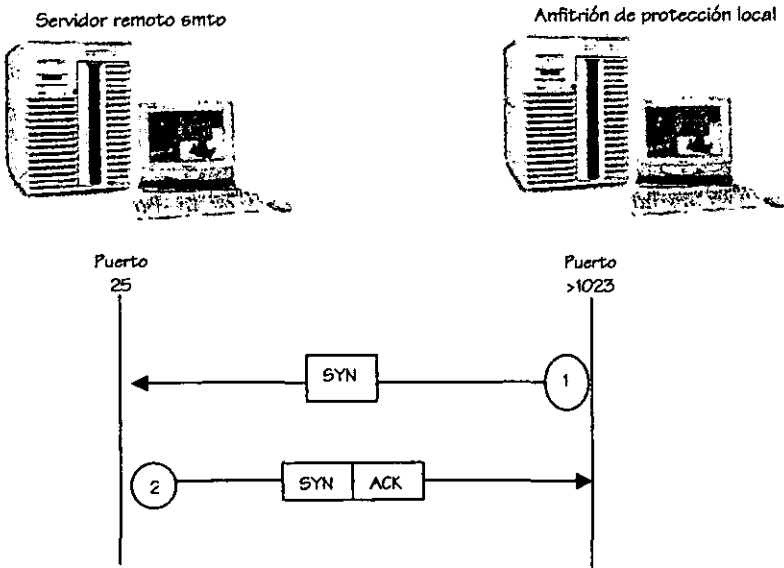 Servidor remoto smto
Anfitrión de protección local
Puerto
25
Puerto
>1023
SYN
1
2
SYN ACK